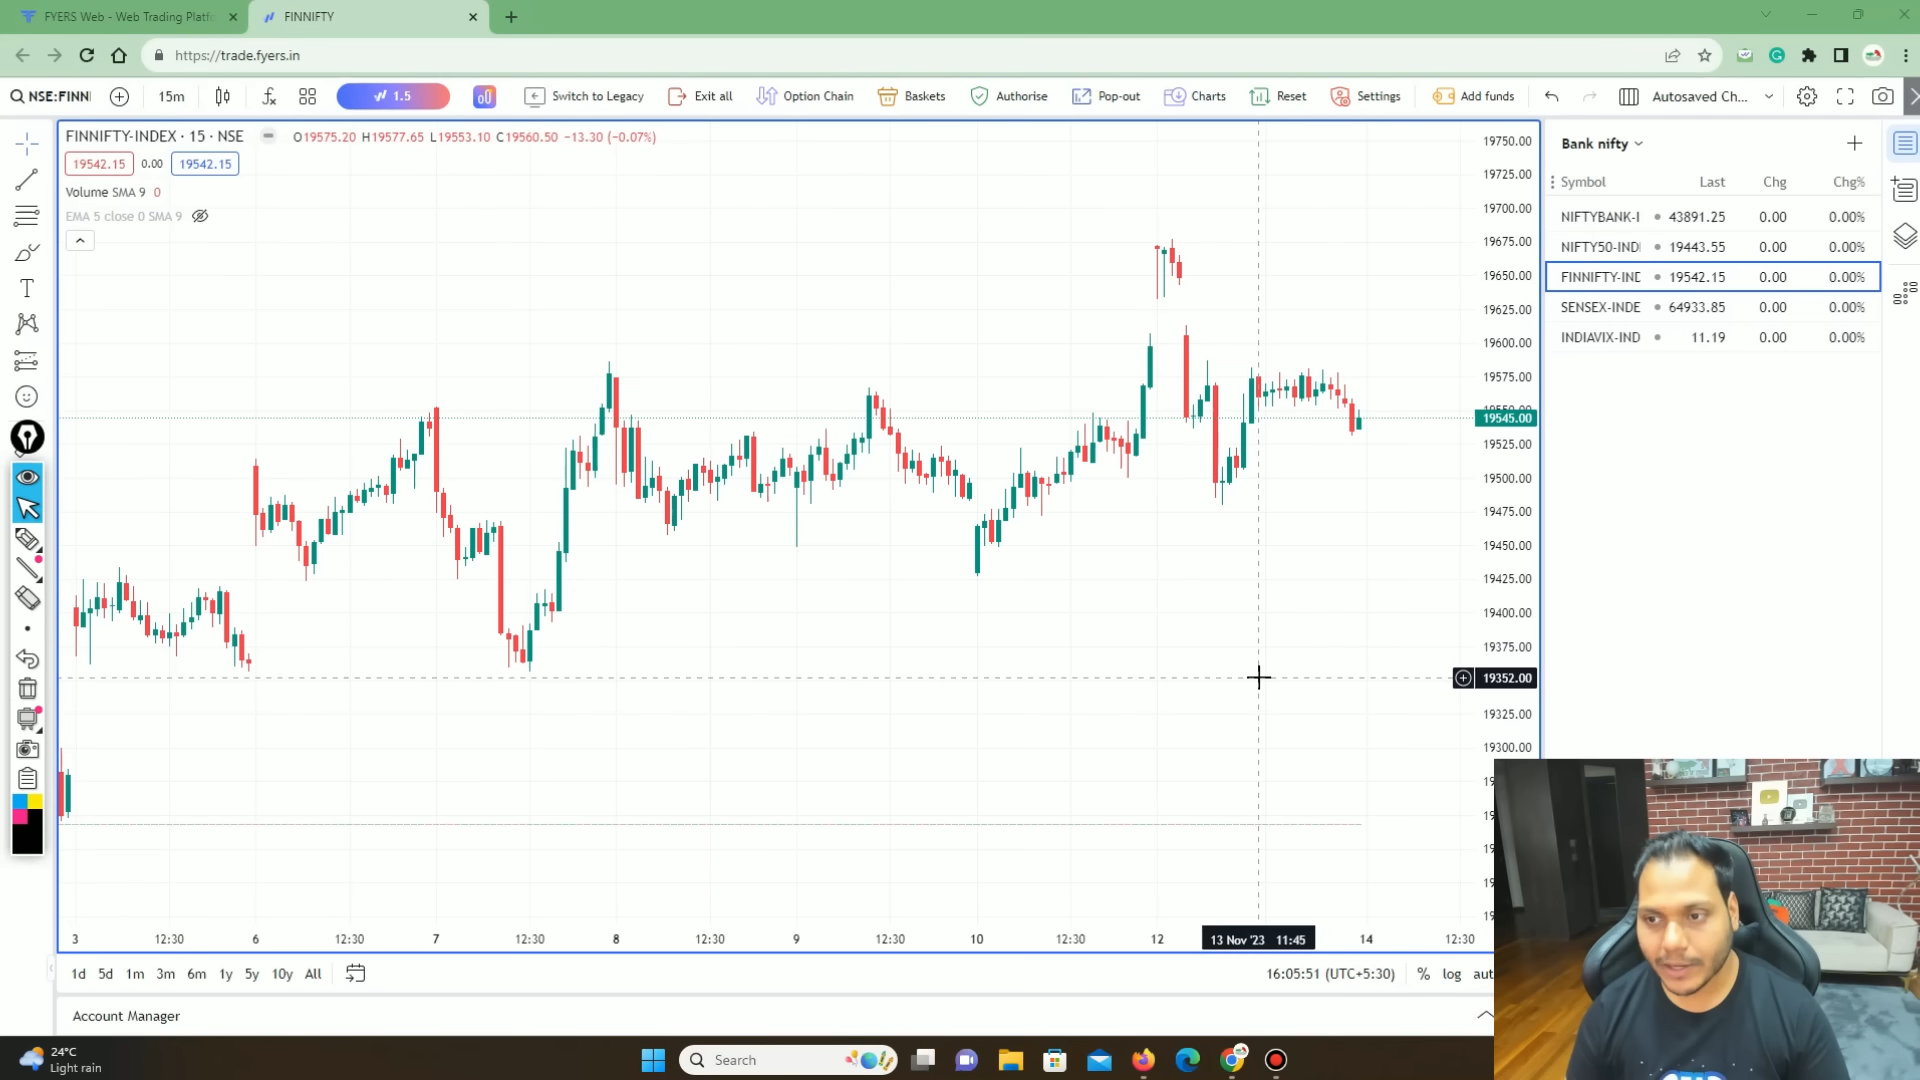 FYERS Web - Web Trading Platf
FINNIFTY
https://trade.fyers.in
NSE:FINNI
15m
1.5
Switch to Legacy
Exit all
Option Chain
Baskets
Authorise
Pop-out
Charts
Reset
Settings
Add funds
Autosaved Ch...
FINNIFTY-INDEX · 15 · NSE
O19575.20 H19577.65 L19553.10 C19560.50 −13.30 (−0.07%)
19542.15 0.00 19542.15
Volume SMA 9 0
EMA 5 close 0 SMA 9
19750.00
19725.00
19700.00
19675.00
19650.00
19625.00
19600.00
19575.00
19545.00
19525.00
19500.00
19475.00
19450.00
19425.00
19400.00
19375.00
19352.00
19325.00
19300.00
Bank nifty
Symbol Last Chg Chg%
NIFTYBANK-I 43891.25 0.00 0.00%
NIFTY50-INDI 19443.55 0.00 0.00%
FINNIFTY-IND 19542.15 0.00 0.00%
SENSEX-INDE 64933.85 0.00 0.00%
INDIAVIX-IND 11.19 0.00 0.00%
3 12:30 6 12:30 7 12:30 8 12:30 9 12:30 10 12:30 12 13 Nov '23 11:45 14 12:30
1d 5d 1m 3m 6m 1y 5y 10y All
16:05:51 (UTC+5:30) % log aut
Account Manager
24°C
Light rain
Search